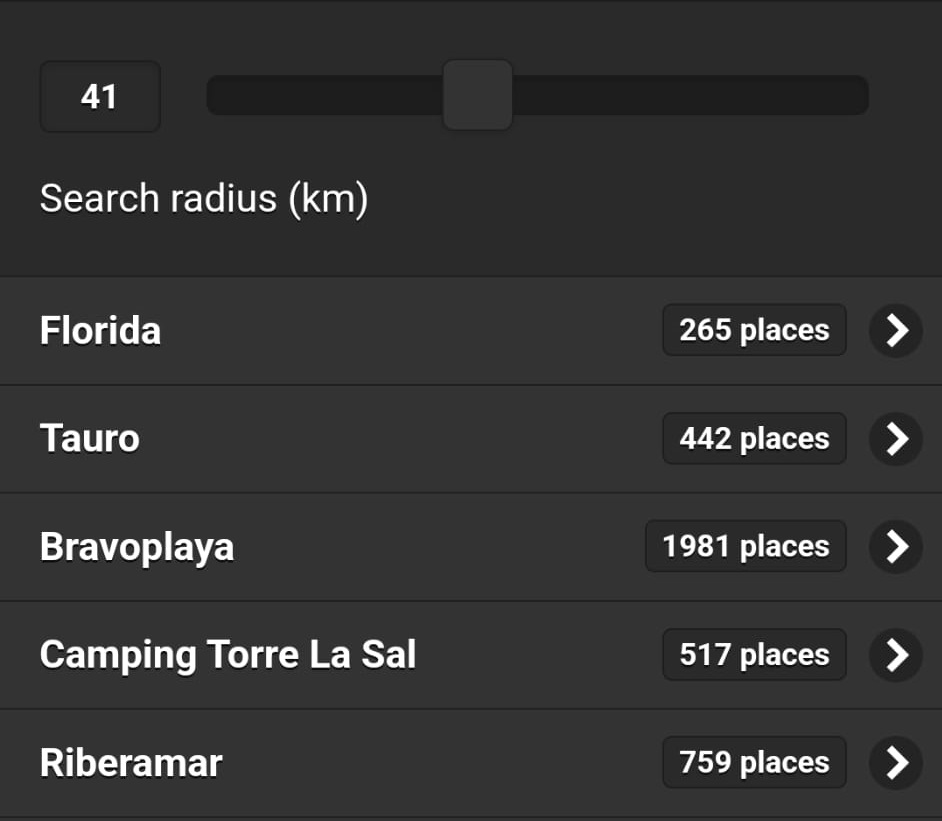 41
Search radius (km)
Florida 265 places
Tauro 442 places
Bravoplaya 1981 places
Camping Torre La Sal 517 places
Riberamar 759 places